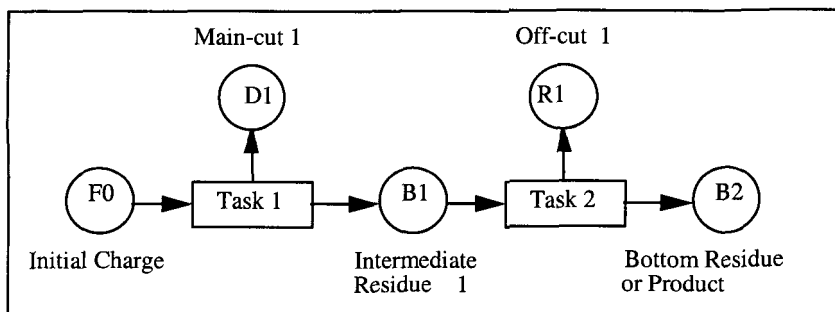 Main-cut 1
Off-cut 1
D1
R1
F0
Task 1
B1
Task 2
B2
Initial Charge
Intermediate
Residue 1
Bottom Residue
or Product